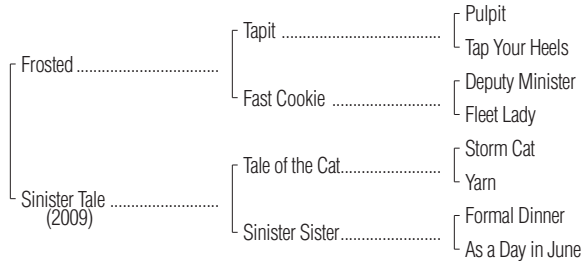 Pulpit
Tapit ........................
Tap Your Heels
Frosted ..............................
Deputy Minister
Fast Cookie ..................
Fleet Lady
Storm Cat
Tale of the Cat................
Yarn
Sinister Tale ......................
(2009)
Formal Dinner
Sinister Sister................
As a Day in June